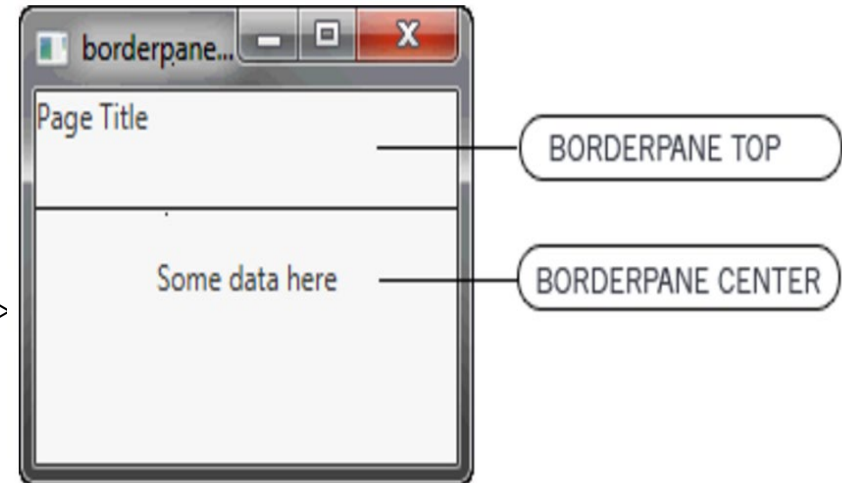 borderpane...
Page Title
BORDERPANE TOP
Some data here
BORDERPANE CENTER
>